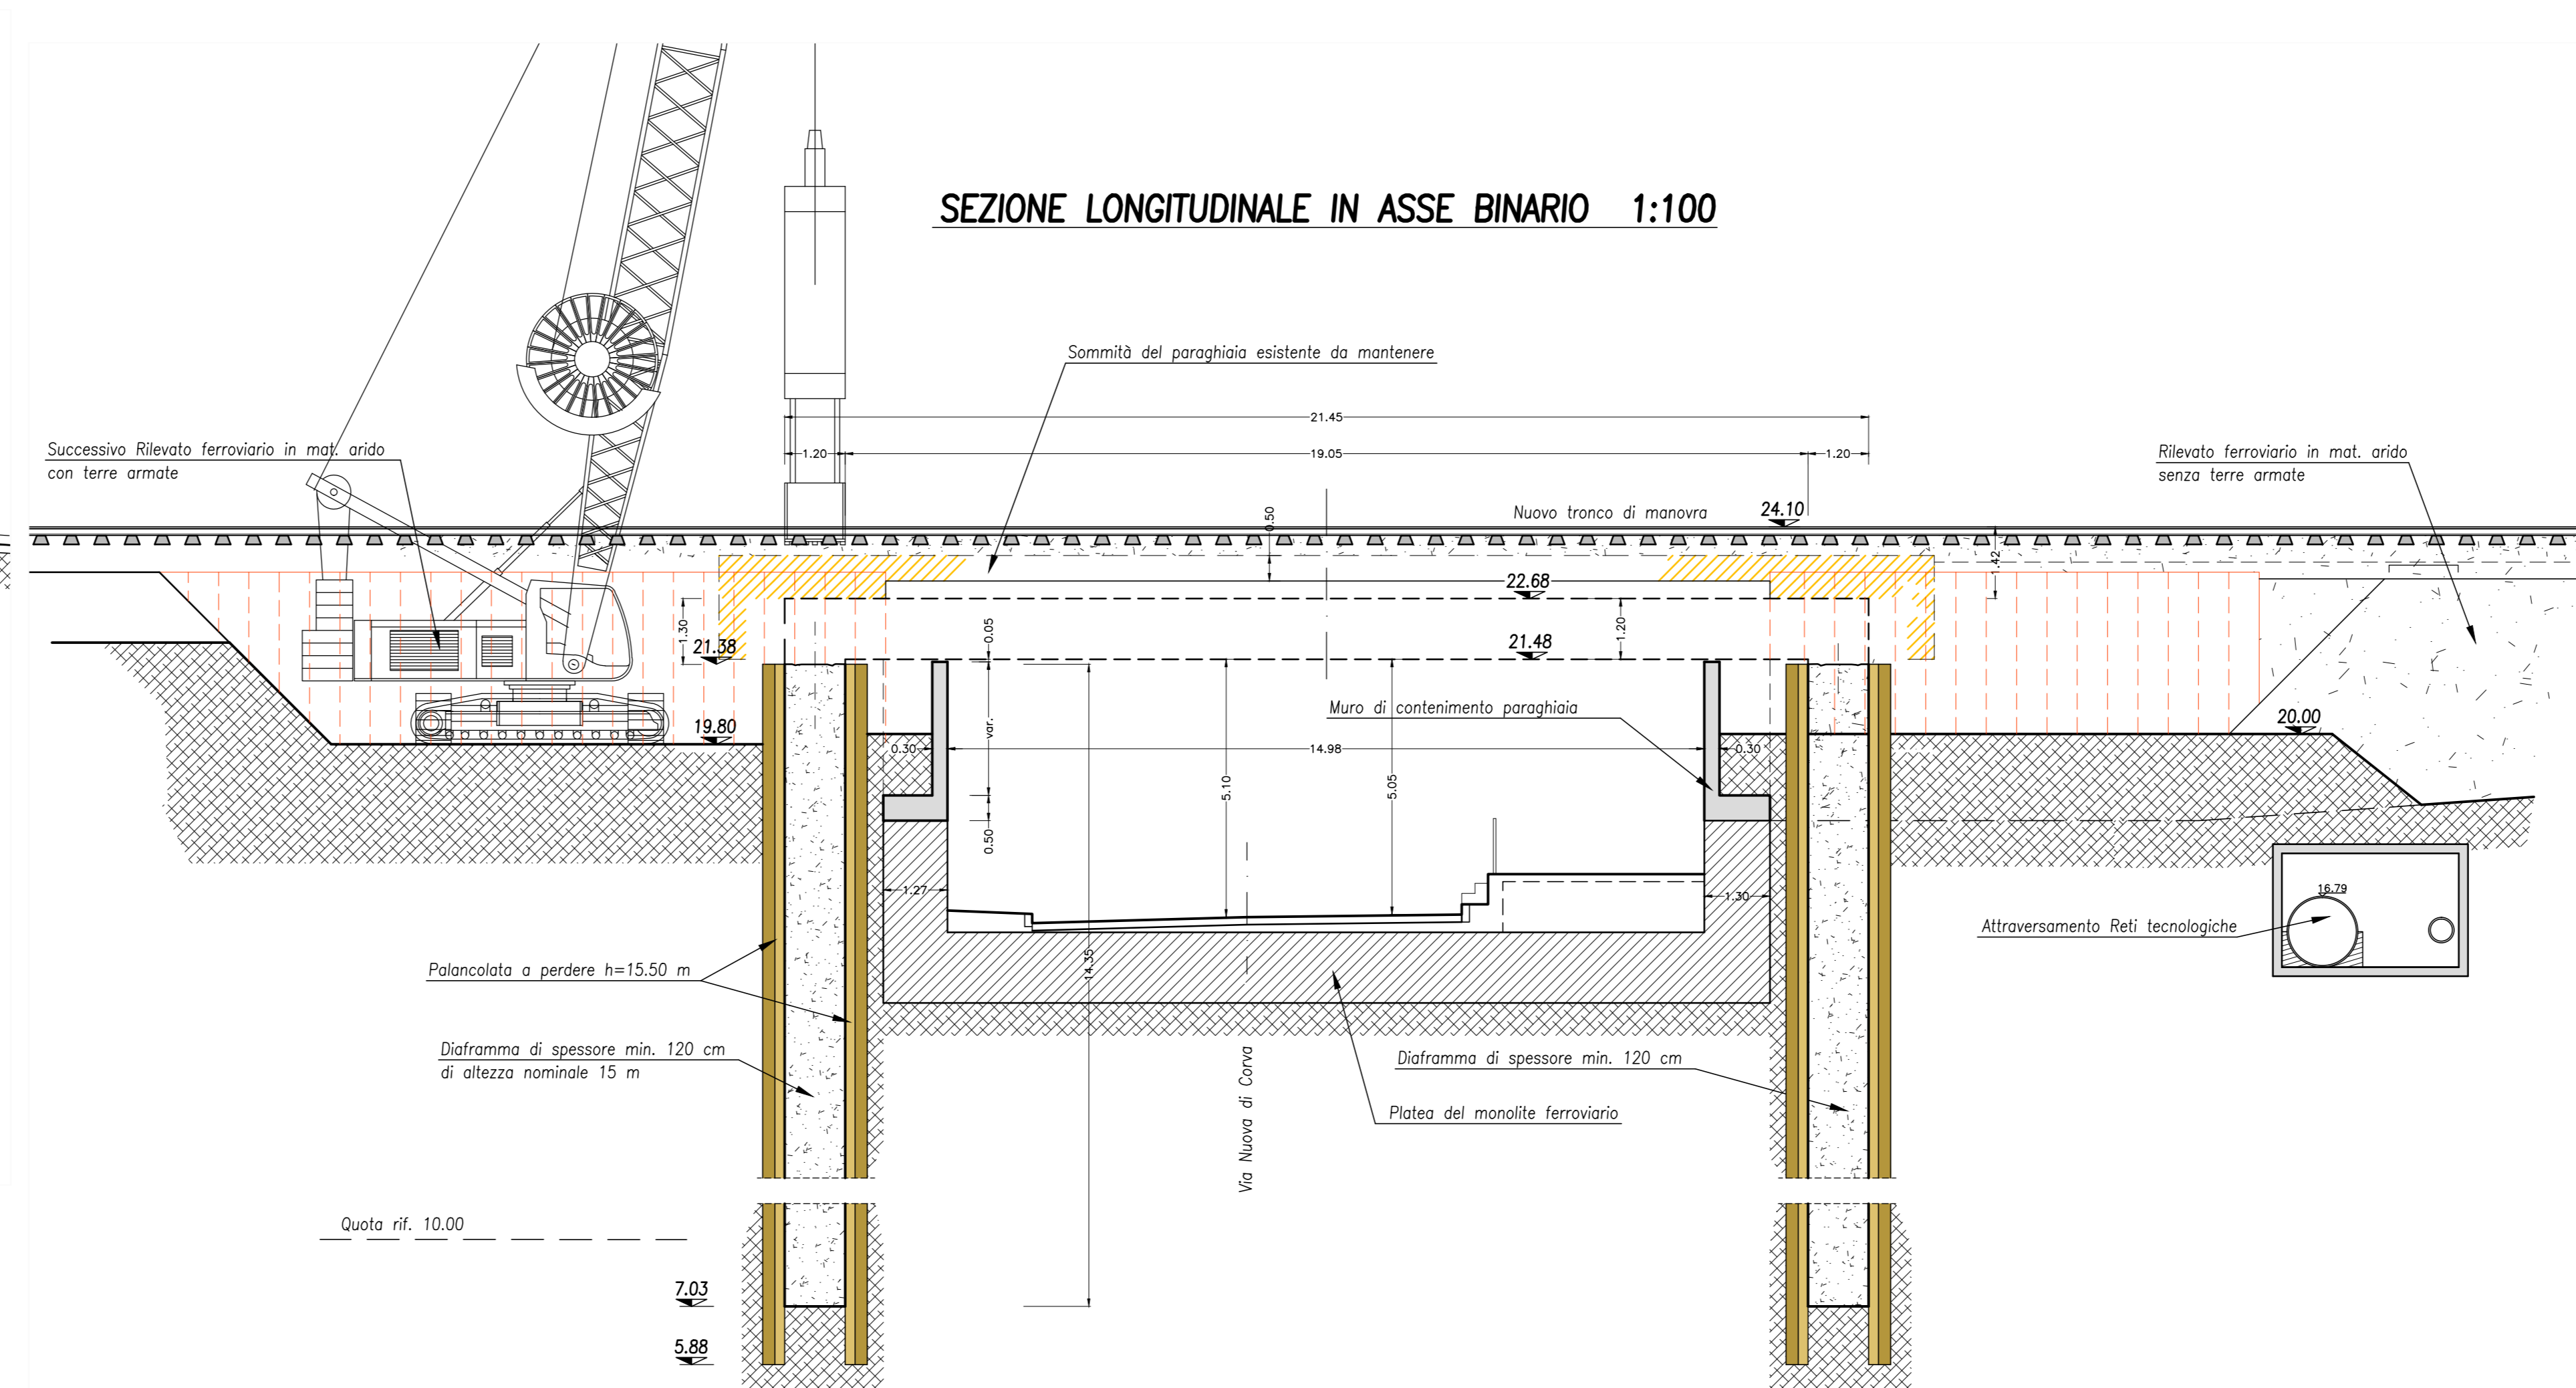 SEZIONE LONGITUDINALE IN ASSE BINARIO 1:100
Sommità del paraghiaia esistente da mantenere
21.45
Successivo Rilevato ferroviario in mat. arido
con terre armate
1.20
19.05
1.20
Rilevato ferroviario in mat. arido
senza terre armate
Nuovo tronco di manovra
24.10
0.50
1.42
22.68
1.30
21.38
0.05
21.48
1.20
19.80
var.
Muro di contenimento paraghiaia
20.00
0.30
14.98
0.30
5.10
5.05
0.50
1.27
1.30
16.79
Attraversamento Reti tecnologiche
14.35
Palancolata a perdere h=15.50 m
Diaframma di spessore min. 120 cm
di altezza nominale 15 m
Via Nuova di Corva
Diaframma di spessore min. 120 cm
Platea del monolite ferroviario
Quota rif. 10.00
7.03
5.88